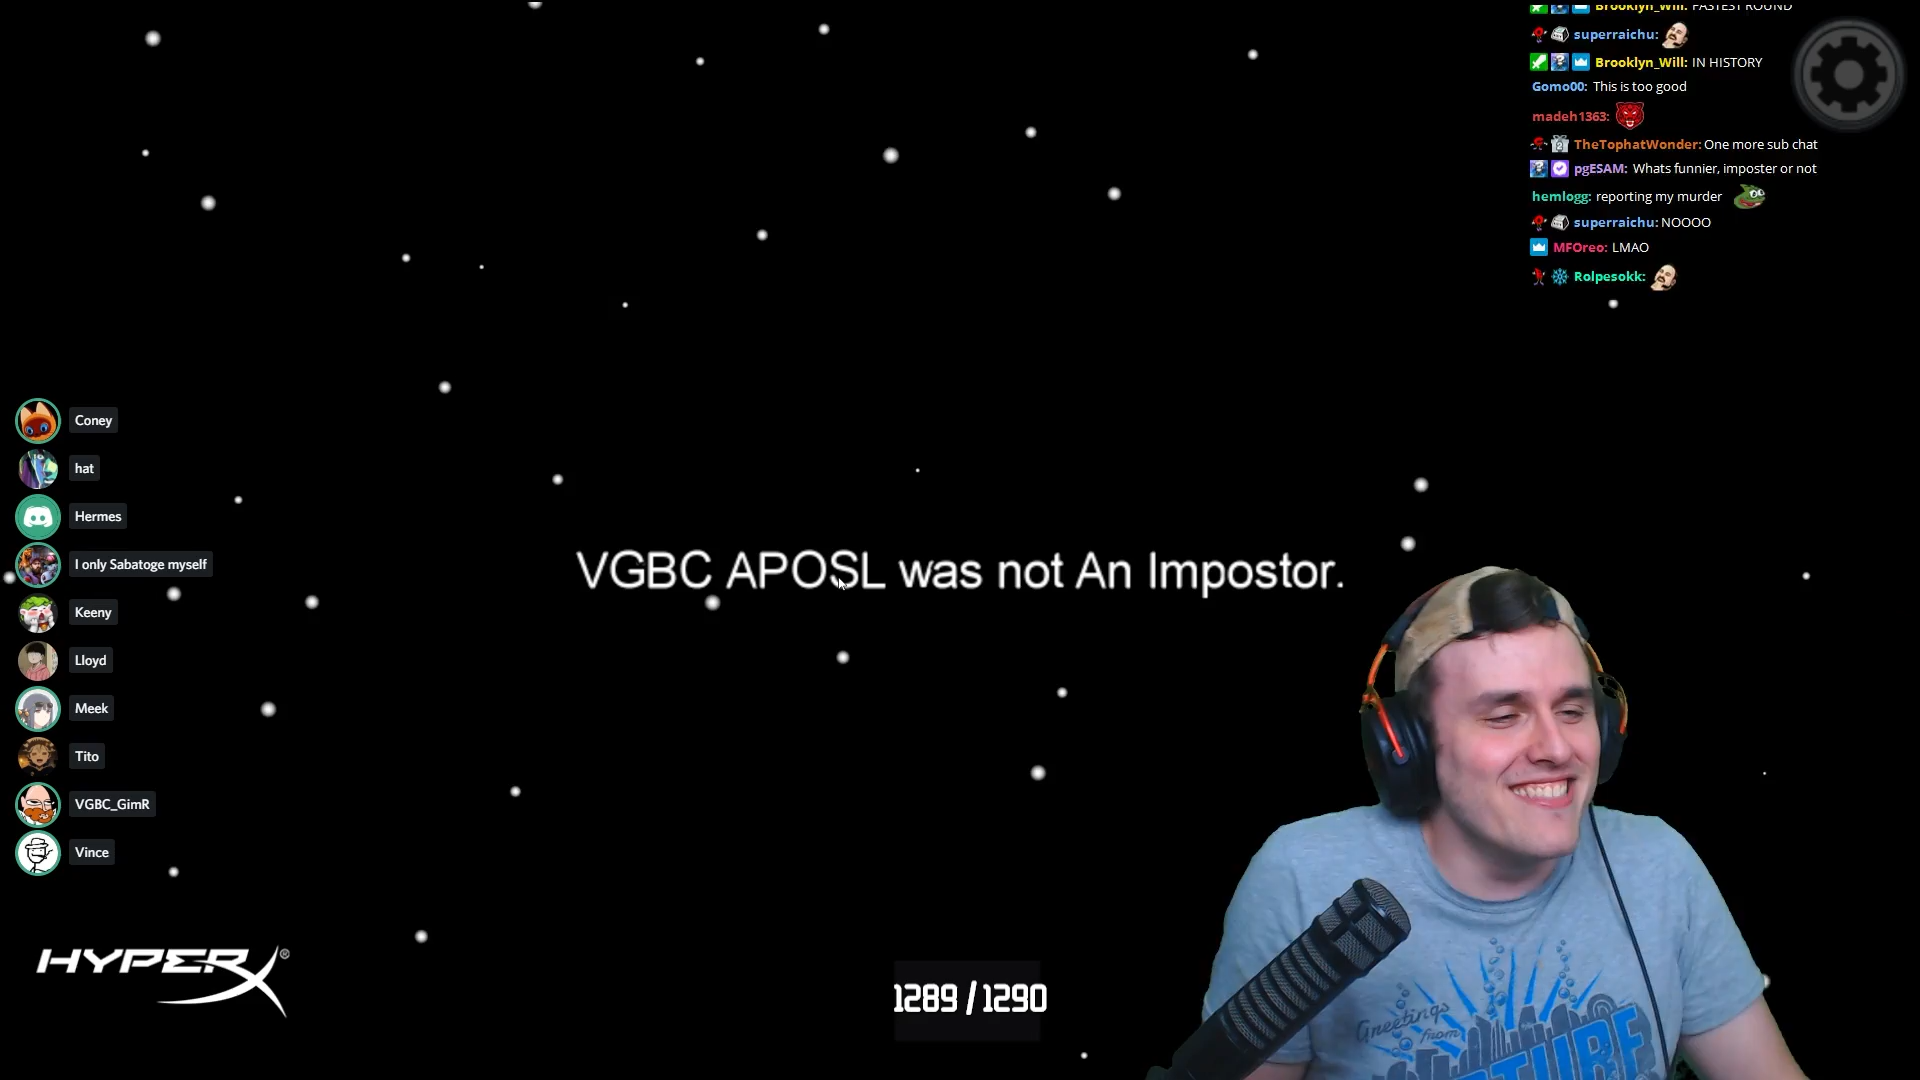 Brooklyn_Will: FASTEST ROUND
superraichu:
Brooklyn_Will: IN HISTORY
Gomo00: This is too good
madeh1363:
TheTophatWonder: One more sub chat
pgESAM: Whats funnier, imposter or not
hemlogg: reporting my murder
superraichu: NOOOO
MFOreo: LMAO
Rolpesokk:
Coney
hat
Hermes
I only Sabatoge myself
Keeny
Lloyd
Meek
Tito
VGBC_GimR
Vince
VGBC APOSL was not An Impostor.
HYPERX®
1289 / 1290
Greetings
from